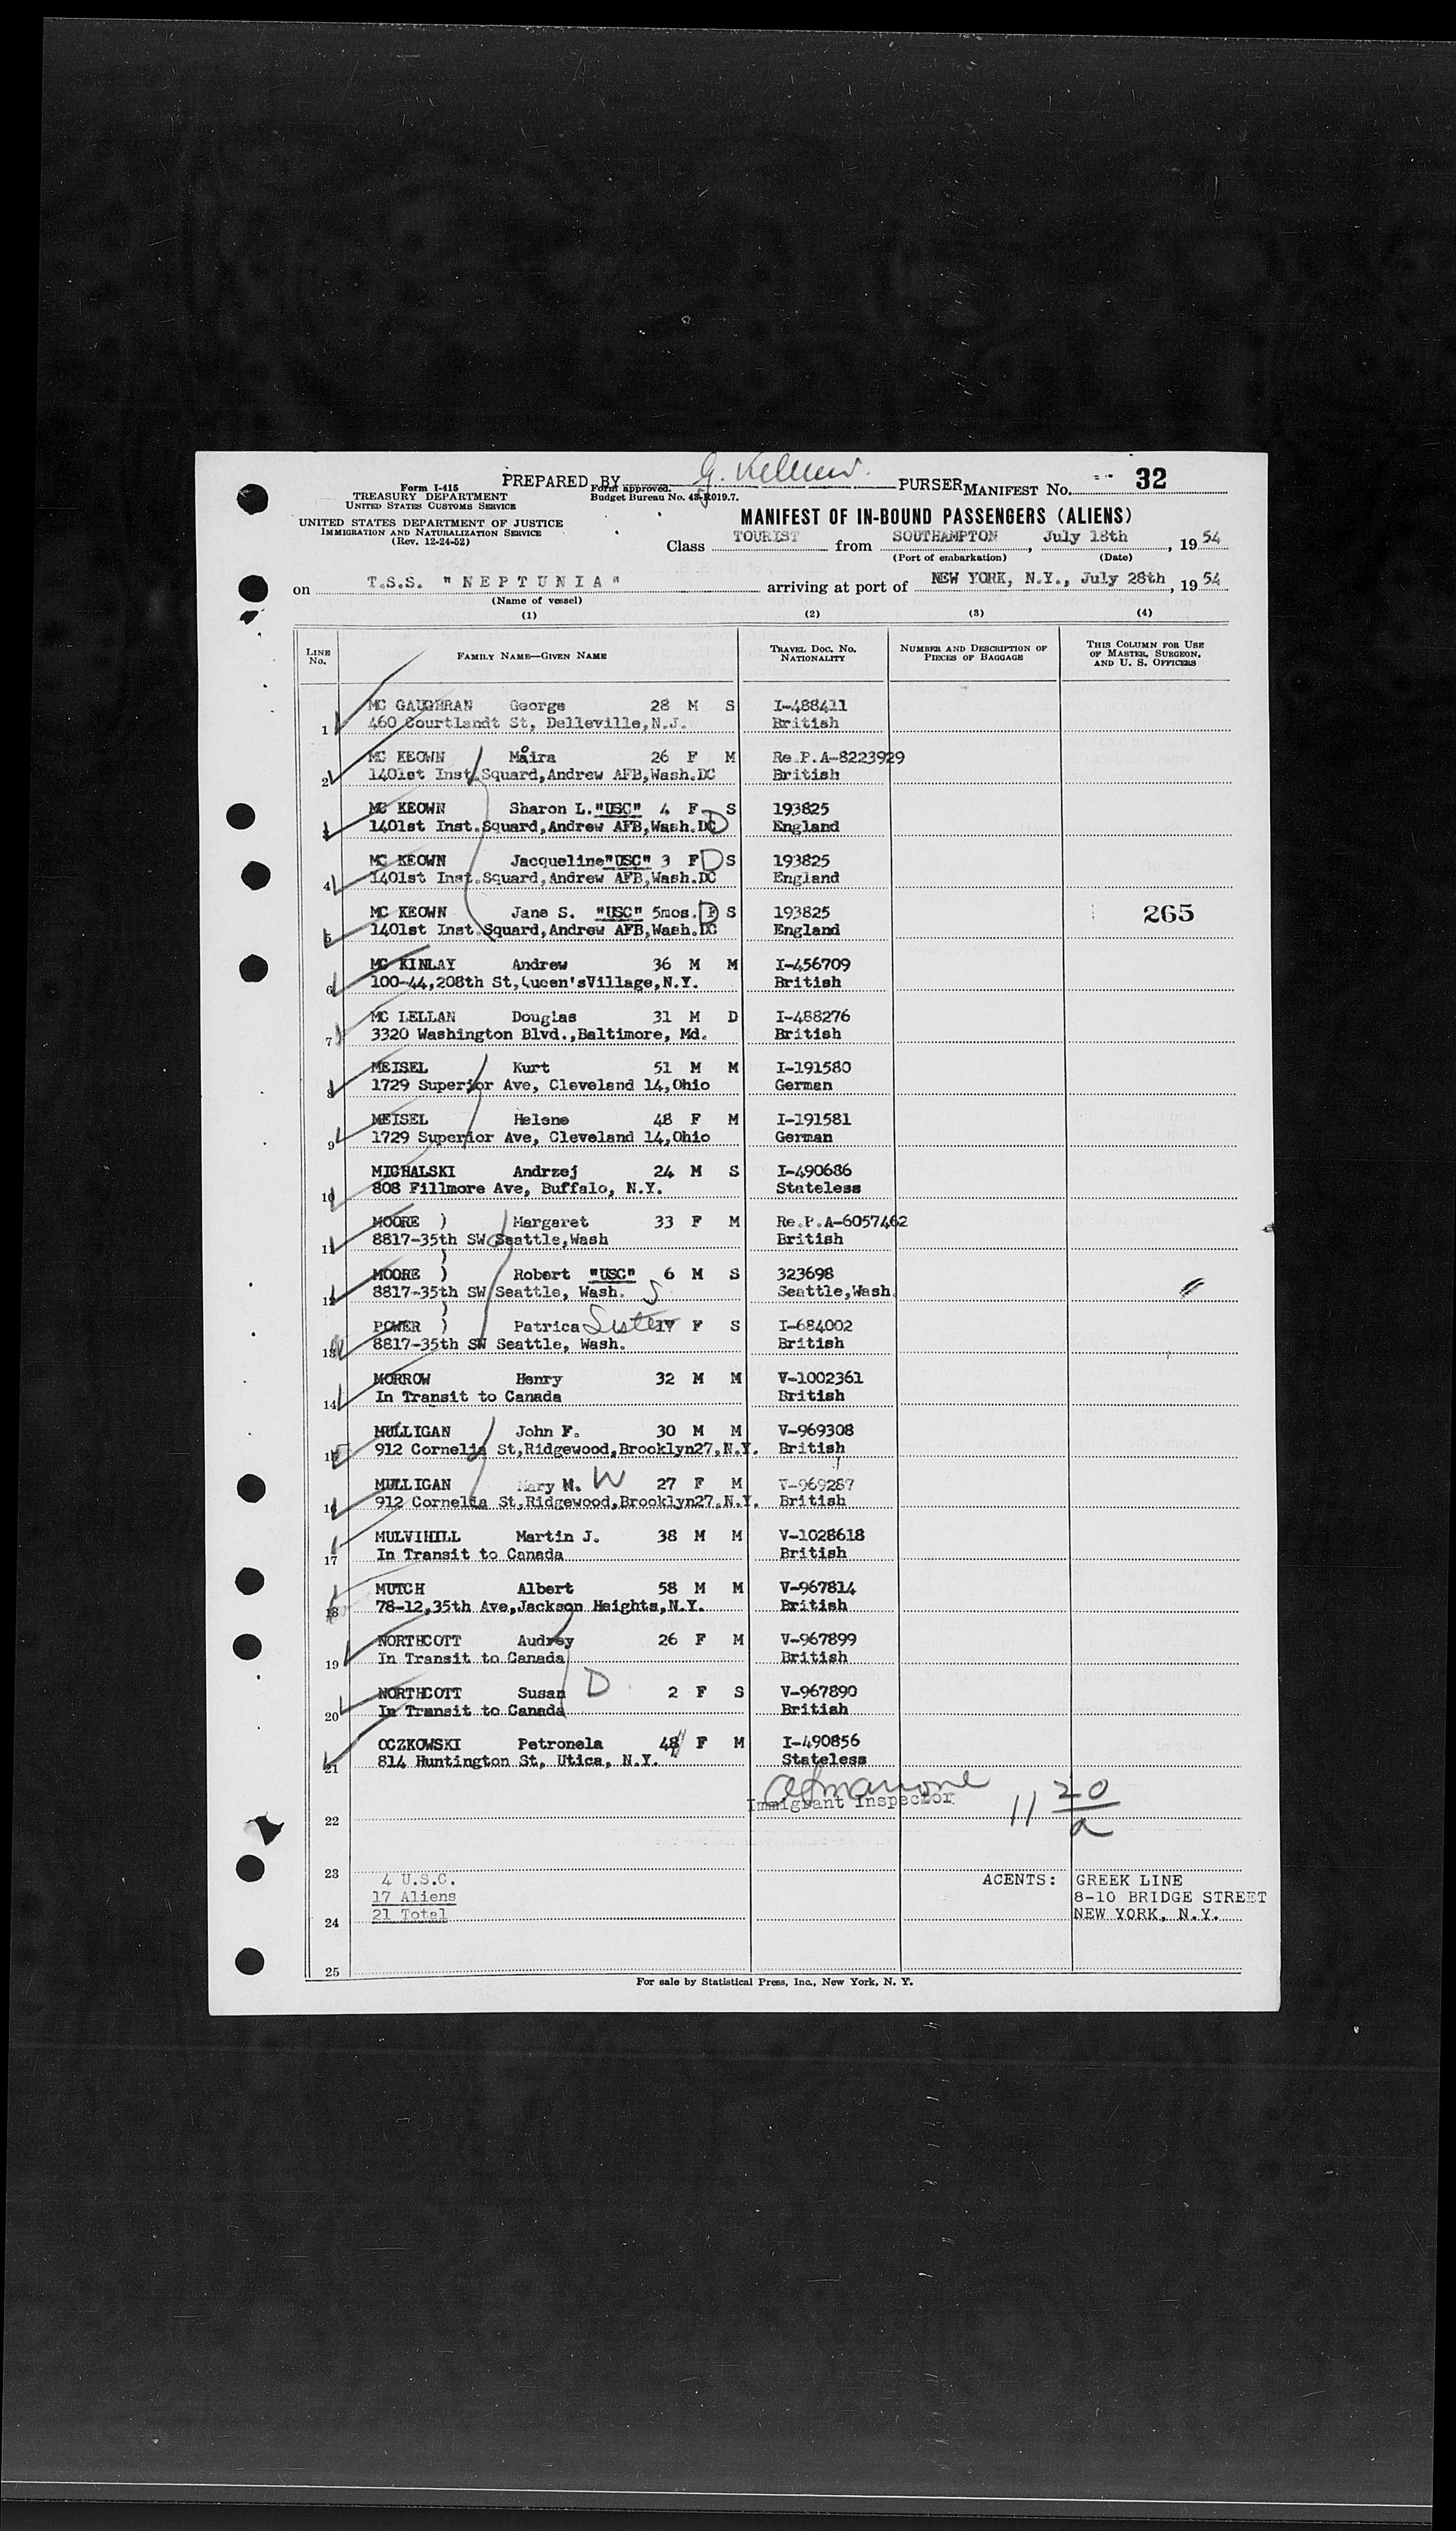 PREPARED BY G. PURSER MANIFEST No. 32
Form I-415
TREASURY DEPARTMENT
UNITED STATES CUSTOMS SERVICE
Form approved.
Budget Bureau No. 43-R019.7.
UNITED STATES DEPARTMENT OF JUSTICE
IMMIGRATION AND NATURALIZATION SERVICE
(Rev. 12-24-52)
MANIFEST OF IN-BOUND PASSENGERS (ALIENS)
Class TOURIST from SOUTHAMPTON, July 18th, 1954
(Port of embarkation) (Date)
on T.S.S. "NEPTUNIA" arriving at port of NEW YORK, N.Y., July 28th, 1954
(Name of vessel)
(1) (2) (3) (4)
LINE No. FAMILY NAME—GIVEN NAME TRAVEL DOC. No. NATIONALITY NUMBER AND DESCRIPTION OF PIECES OF BAGGAGE THIS COLUMN FOR USE OF MASTER, SURGEON, AND U. S. OFFICERS
MC GAUGHRAN George 28 M S I-488411
1 460 Courtlandt St, Delleville,N.J. British
MC KEOWN Maira 26 F M Re.P.A-8223929
2 1401st Inst.Squard,Andrew AFB,Wash.DC British
MC KEOWN Sharon L."USC" 4 F S 193825
3 1401st Inst.Squard,Andrew AFB,Wash.DC D England
MC KEOWN Jacqueline"USC" 3 F D S 193825
4 1401st Inst.Squard,Andrew AFB,Wash.DC England
MC KEOWN Jane S. "USC" 5mos. F D S 193825 265
5 1401st Inst.Squard,Andrew AFB,Wash.DC England
MC KINLAY Andrew 36 M M I-456709
6 100-44,208th St,Queen'sVillage,N.Y. British
MC LELLAN Douglas 31 M D I-488276
7 3320 Washington Blvd.,Baltimore, Md. British
MEISEL Kurt 51 M M I-191580
8 1729 Superior Ave, Cleveland 14,Ohio German
MEISEL Helene 48 F M I-191581
9 1729 Superior Ave, Cleveland 14,Ohio German
MICHALSKI Andrzej 24 M S I-490686
10 808 Fillmore Ave, Buffalo, N.Y. Stateless
MOORE ) Margaret 33 F M Re.P.A-6057462
11 8817-35th SW Seattle,Wash British
MOORE ) Robert "USC" 6 M S 323698
12 8817-35th SW Seattle, Wash. S Seattle,Wash.
POWER ) Patrica Sister 17 F S I-684002
13 8817-35th SW Seattle, Wash. British
MORROW Henry 32 M M V-1002361
14 In Transit to Canada British
MULLIGAN John F. 30 M M V-969308
15 912 Cornelia St,Ridgewood,Brooklyn27,N.Y. British
MULLIGAN Mary M. W 27 F M V-969287
16 912 Cornelia St,Ridgewood,Brooklyn27,N.Y. British
MULVIHILL Martin J. 38 M M V-1028618
17 In Transit to Canada British
MUTCH Albert 58 M M V-967814
18 78-12,35th Ave,Jackson Heights,N.Y. British
NORTHCOTT Audrey 26 F M V-967899
19 In Transit to Canada British
NORTHCOTT Susan D 2 F S V-967890
20 In Transit to Canada British
OCZKOWSKI Petronela 48 F M I-490856
21 814 Huntington St, Utica, N.Y. Stateless
Immigrant Inspector 11 20/a
22
23
4 U.S.C. ACENTS: GREEK LINE
17 Aliens 8-10 BRIDGE STREET
21 Total NEW YORK, N.Y.
24
25
For sale by Statistical Press, Inc., New York, N. Y.